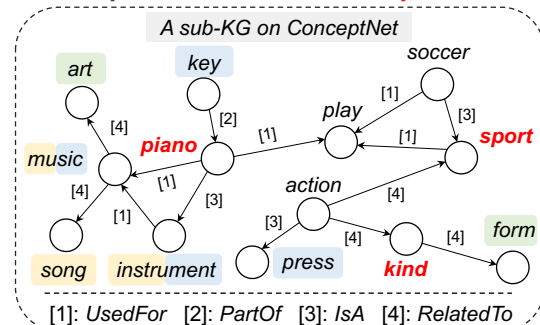 A sub-KG on ConceptNet
art
key
soccer
[4]
[2]
[1]
play
[1]
[3]
music
piano
[1]
[1]
sport
[4]
[1]
[3]
action
[4]
[3]
[4]
[4]
form
song
instrument
press
kind
[1]: UsedFor [2]: PartOf [3]: IsA [4]: RelatedTo